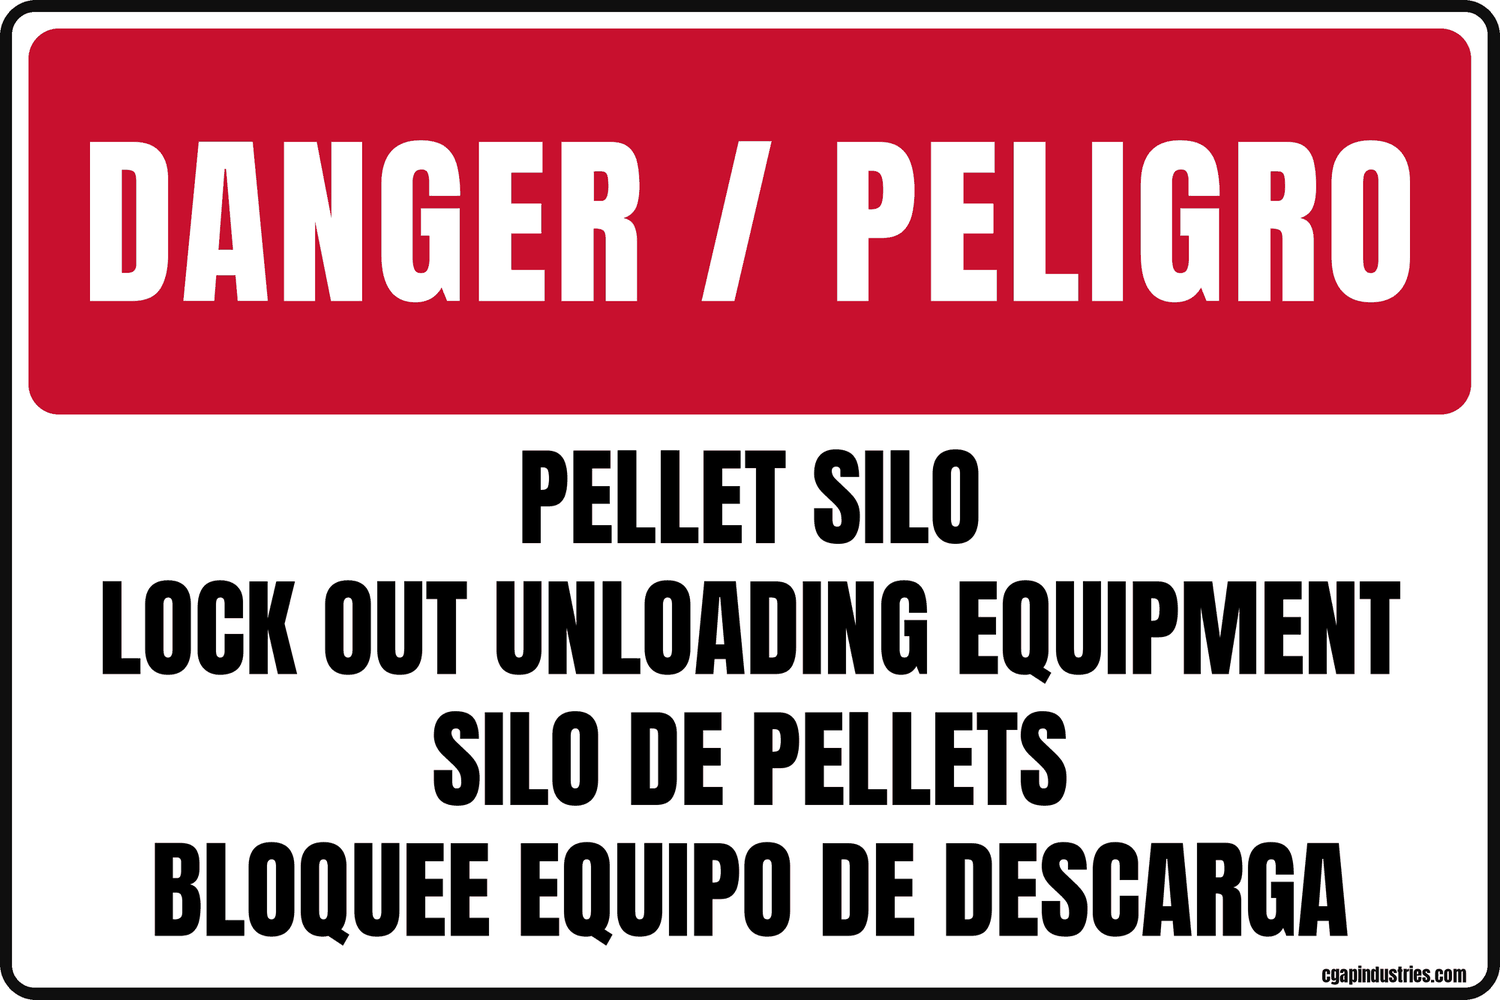 DANGER / PELIGRO
PELLET SILO
LOCK OUT UNLOADING EQUIPMENT
SILO DE PELLETS
BLOQUEE EQUIPO DE DESCARGA
cgapindustries.com